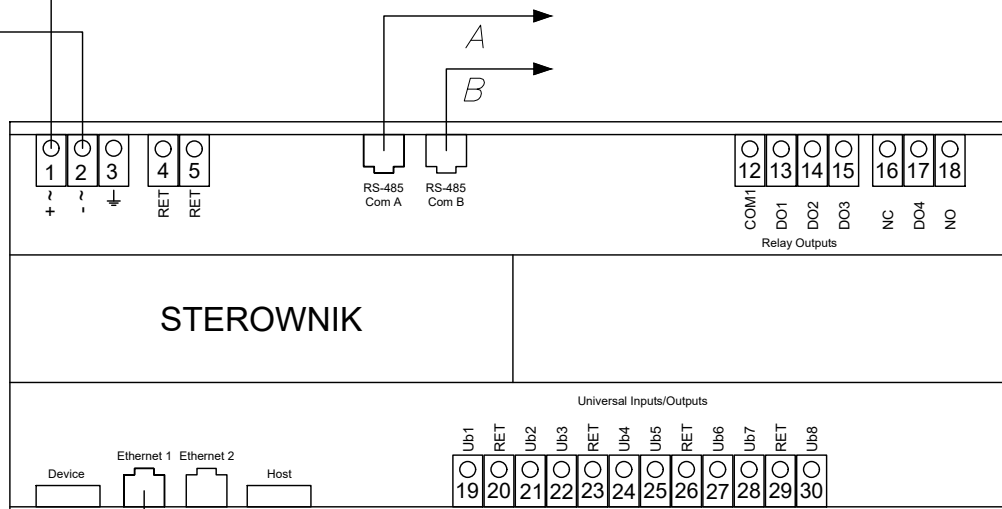 A
B
1 2 3 4 5 12 13 14 15 16 17 18
~ + ~ - RET RET
RS-485 RS-485
Com A Com B
COM1 DO1 DO2 DO3 NC DO4 NO
Relay Outputs
STEROWNIK
Universal Inputs/Outputs
Ub1 RET Ub2 Ub3 RET Ub4 Ub5 RET Ub6 Ub7 RET Ub8
Ethernet 1 Ethernet 2
Device Host
19 20 21 22 23 24 25 26 27 28 29 30